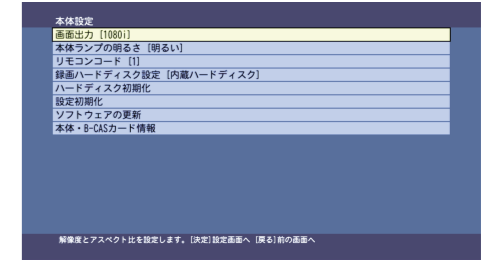 本体設定
画面出力 [1080i]
本体ランプの明るさ [明るい]
リモコンコード [1]
録画ハードディスク設定 [内蔵ハードディスク]
ハードディスク初期化
設定初期化
ソフトウェアの更新
本体・B-CASカード情報
解像度とアスペクト比を設定します。[決定]設定画面へ [戻る]前の画面へ